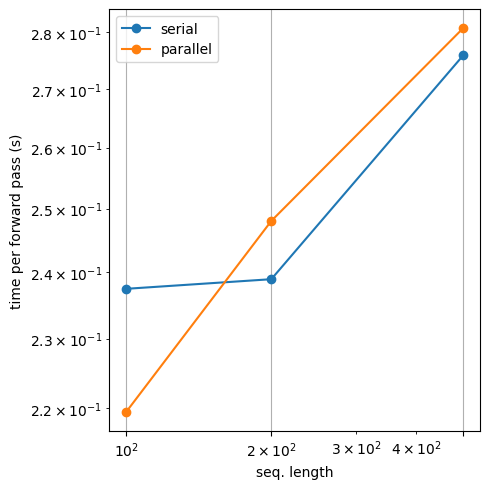 serial
parallel
time per forward pass (s)
2.8 × 10⁻¹
2.7 × 10⁻¹
2.6 × 10⁻¹
2.5 × 10⁻¹
2.4 × 10⁻¹
2.3 × 10⁻¹
2.2 × 10⁻¹
10² 2 × 10² 3 × 10² 4 × 10²
seq. length